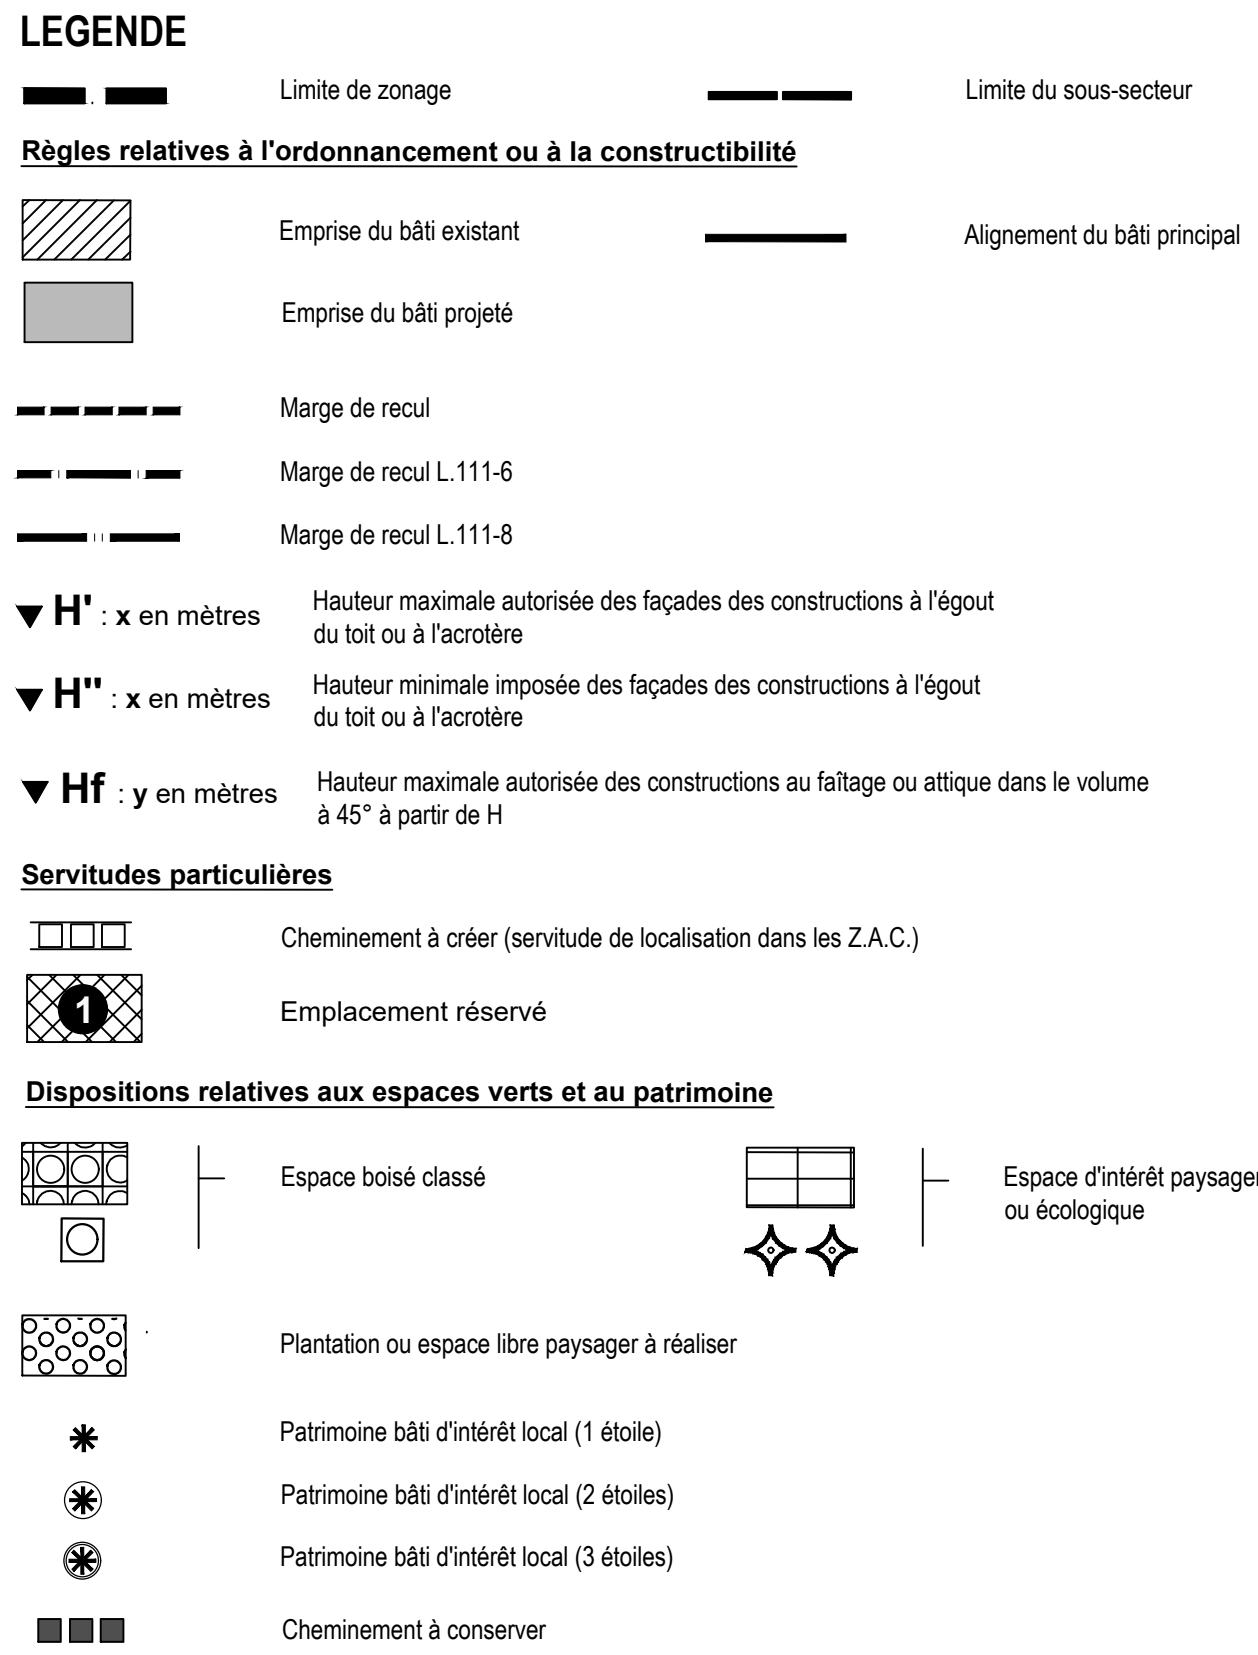 LEGENDE
Limite de zonage
Limite du sous-secteur
Règles relatives à l'ordonnancement ou à la constructibilité
Emprise du bâti existant
Alignement du bâti principal
Emprise du bâti projeté
Marge de recul
Marge de recul L.111-6
Marge de recul L.111-8
▼ H' : x en mètres
Hauteur maximale autorisée des façades des constructions à l'égout
du toit ou à l'acrotère
▼ H'' : x en mètres
Hauteur minimale imposée des façades des constructions à l'égout
du toit ou à l'acrotère
▼ Hf : y en mètres
Hauteur maximale autorisée des constructions au faîtage ou attique dans le volume
à 45° à partir de H
Servitudes particulières
Cheminement à créer (servitude de localisation dans les Z.A.C.)
1
Emplacement réservé
Dispositions relatives aux espaces verts et au patrimoine
Espace boisé classé
Espace d'intérêt paysager
ou écologique
Plantation ou espace libre paysager à réaliser
Patrimoine bâti d'intérêt local (1 étoile)
Patrimoine bâti d'intérêt local (2 étoiles)
Patrimoine bâti d'intérêt local (3 étoiles)
Cheminement à conserver